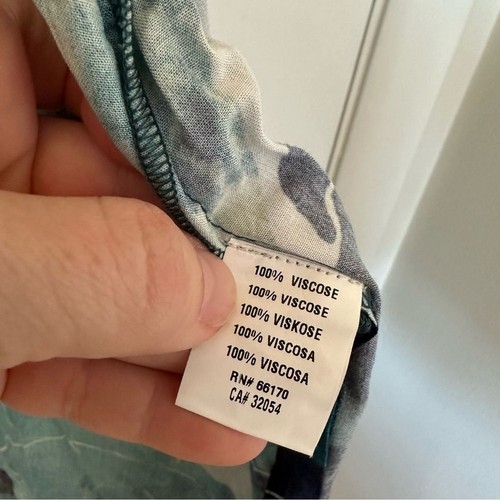 100% VISCOSE
100% VISCOSE
100% VISKOSE
100% VISCOSA
100% VISCOSA
RN# 66170
CA# 32054